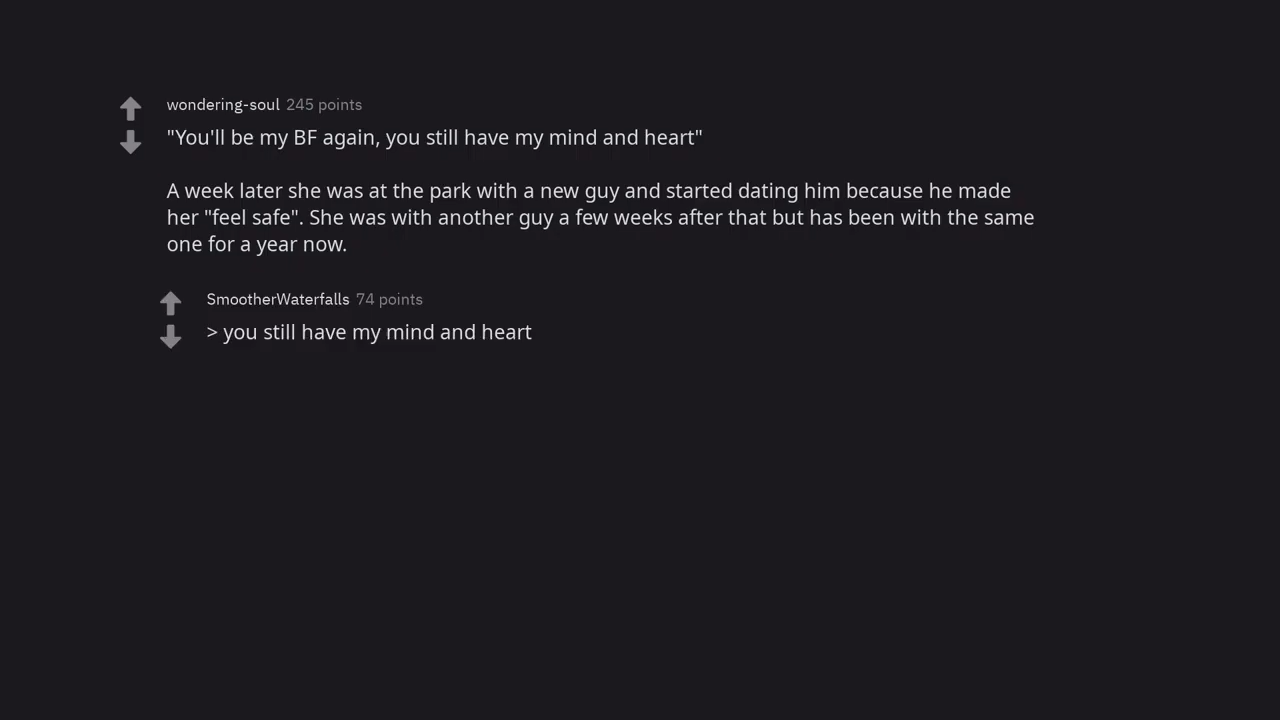 wondering-soul 245 points
"You'll be my BF again, you still have my mind and heart"
A week later she was at the park with a new guy and started dating him because he made
her "feel safe". She was with another guy a few weeks after that but has been with the same
one for a year now.
SmootherWaterfalls 74 points
> you still have my mind and heart